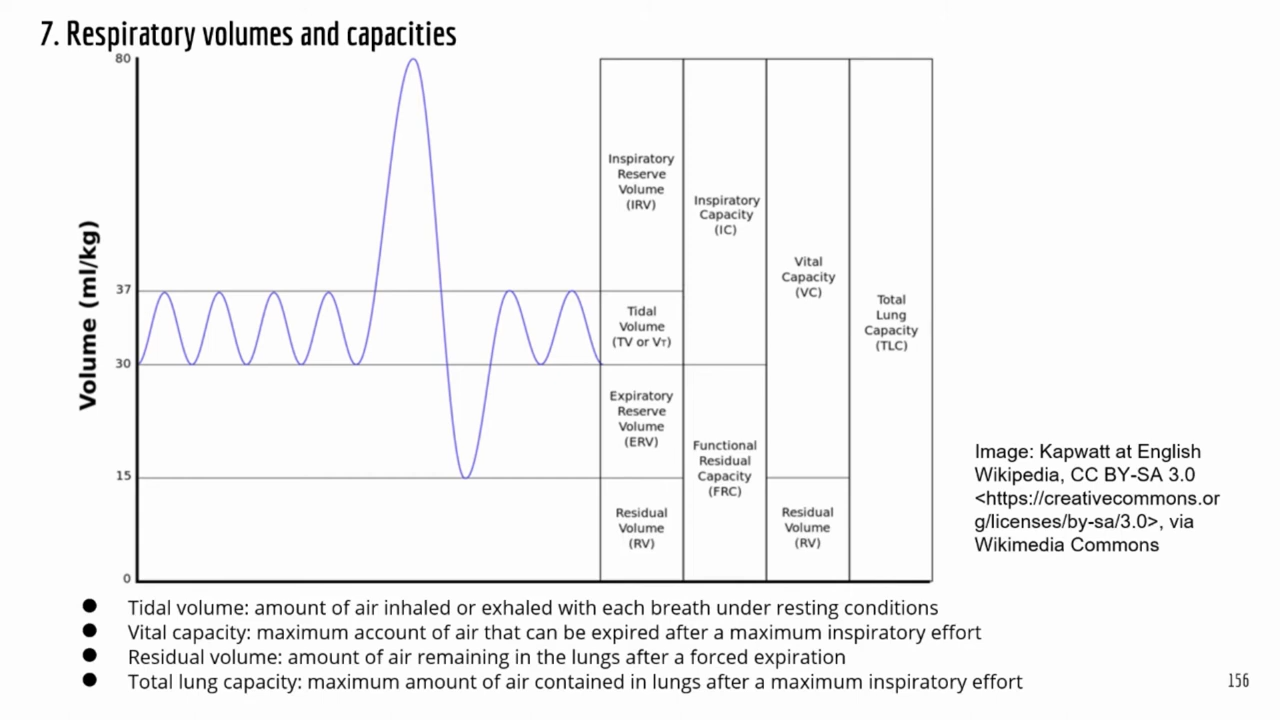 7. Respiratory volumes and capacities
Volume (ml/kg)
80
37
30
15
0
Inspiratory
Reserve
Volume
(IRV)
Tidal
Volume
(TV or VT)
Expiratory
Reserve
Volume
(ERV)
Residual
Volume
(RV)
Inspiratory
Capacity
(IC)
Functional
Residual
Capacity
(FRC)
Vital
Capacity
(VC)
Residual
Volume
(RV)
Total
Lung
Capacity
(TLC)
Image: Kapwatt at English
Wikipedia, CC BY-SA 3.0
<https://creativecommons.or
g/licenses/by-sa/3.0>, via
Wikimedia Commons
● Tidal volume: amount of air inhaled or exhaled with each breath under resting conditions
● Vital capacity: maximum account of air that can be expired after a maximum inspiratory effort
● Residual volume: amount of air remaining in the lungs after a forced expiration
● Total lung capacity: maximum amount of air contained in lungs after a maximum inspiratory effort
156